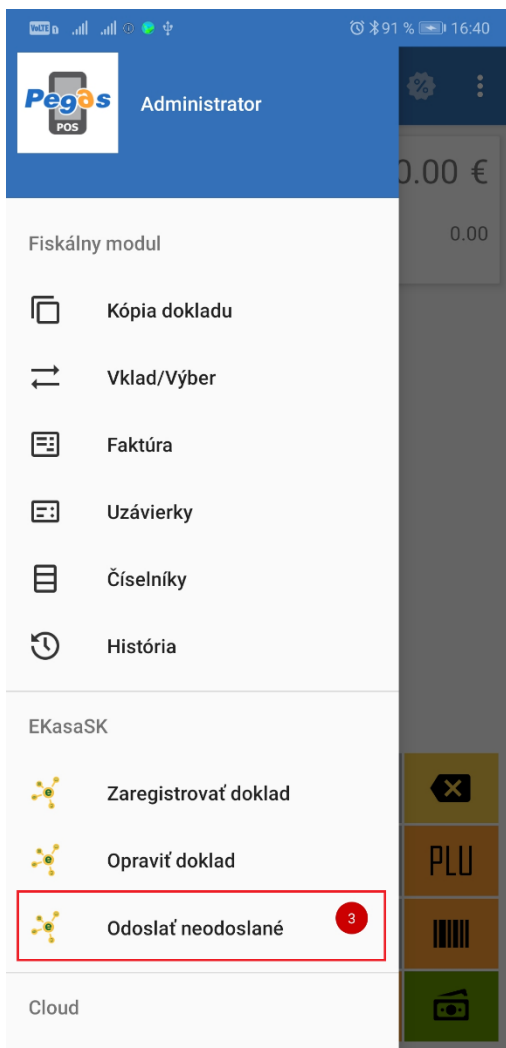 VoLTE 91 % 16:40
Pegas
POS
Administrator
0.00 €
0.00
Fiskálny modul
Kópia dokladu
Vklad/Výber
Faktúra
Uzávierky
Číselníky
História
EKasaSK
Zaregistrovať doklad
Opraviť doklad
PLU
Odoslať neodoslané 3
Cloud